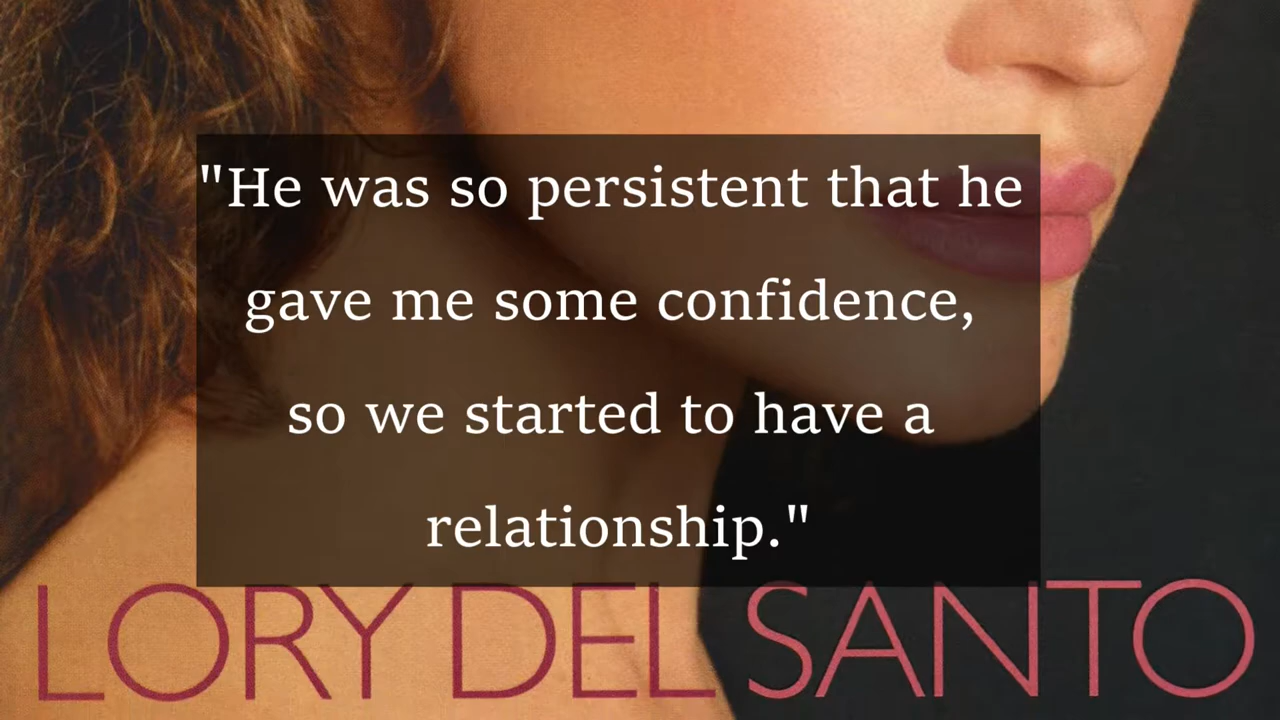 "He was so persistent that he
gave me some confidence,
so we started to have a
relationship."
LORY DEL SANTO